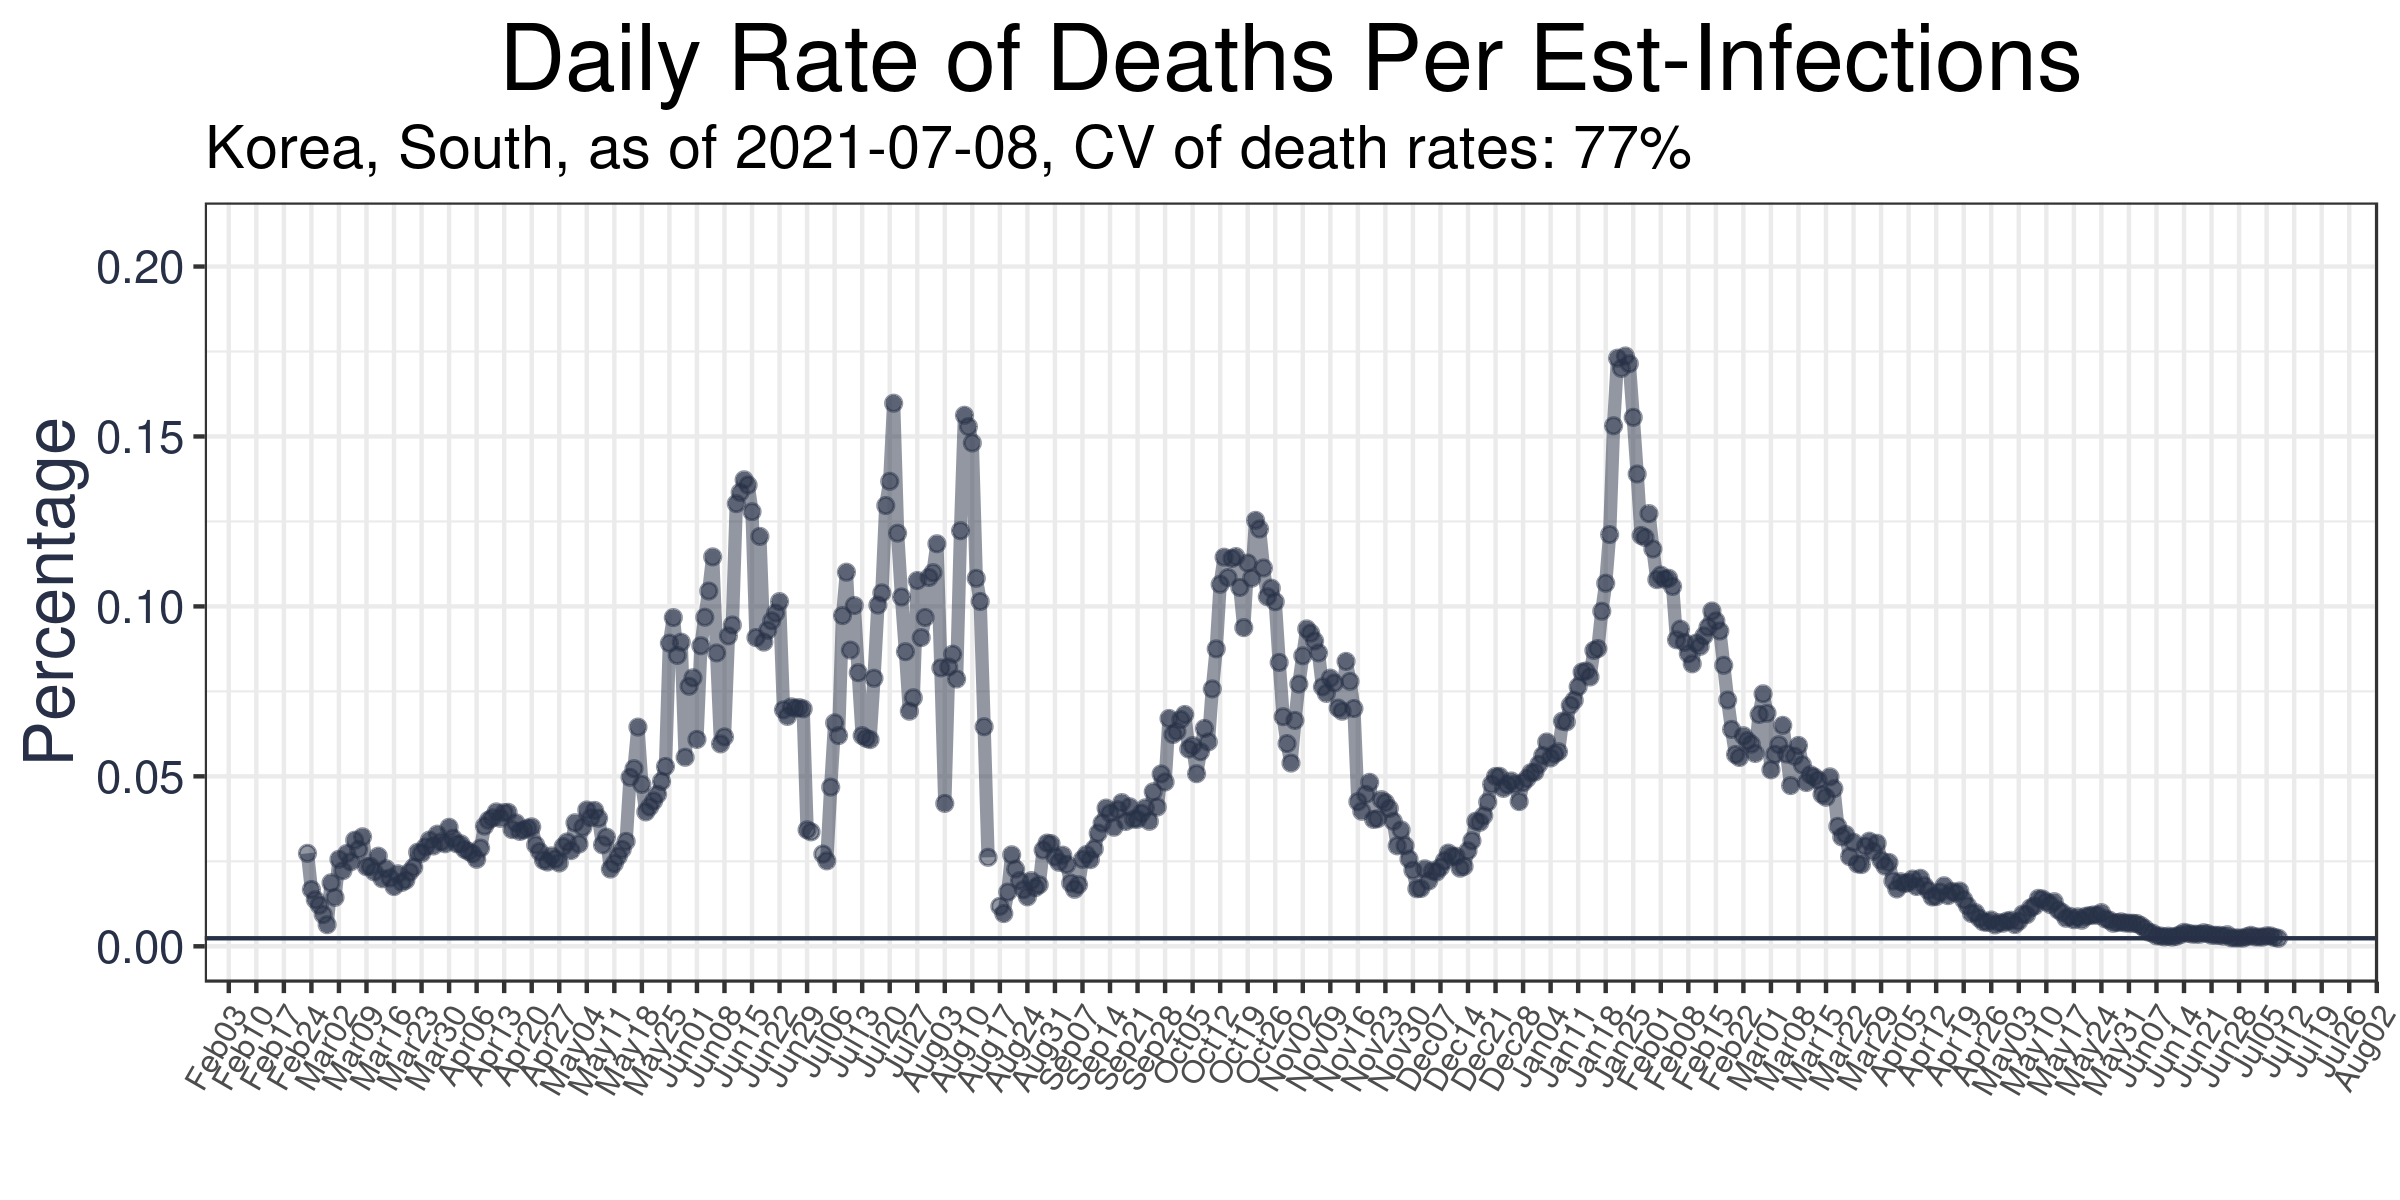 Daily Rate of Deaths Per Est-Infections
Korea, South, as of 2021-07-08, CV of death rates: 77%
Percentage
0.20
0.15
0.10
0.05
0.00
Feb03
Feb10
Feb17
Feb24
Mar02
Mar09
Mar16
Mar23
Mar30
Apr06
Apr13
Apr20
Apr27
May04
May11
May18
May25
Jun01
Jun08
Jun15
Jun22
Jun29
Jul06
Jul13
Jul20
Jul27
Aug03
Aug10
Aug17
Aug24
Aug31
Sep07
Sep14
Sep21
Sep28
Oct05
Oct12
Oct19
Oct26
Nov02
Nov09
Nov16
Nov23
Nov30
Dec07
Dec14
Dec21
Dec28
Jan04
Jan11
Jan18
Jan25
Feb01
Feb08
Feb15
Feb22
Mar01
Mar08
Mar15
Mar22
Mar29
Apr05
Apr12
Apr19
Apr26
May03
May10
May17
May24
May31
Jun07
Jun14
Jun21
Jun28
Jul05
Jul12
Jul19
Jul26
Aug02